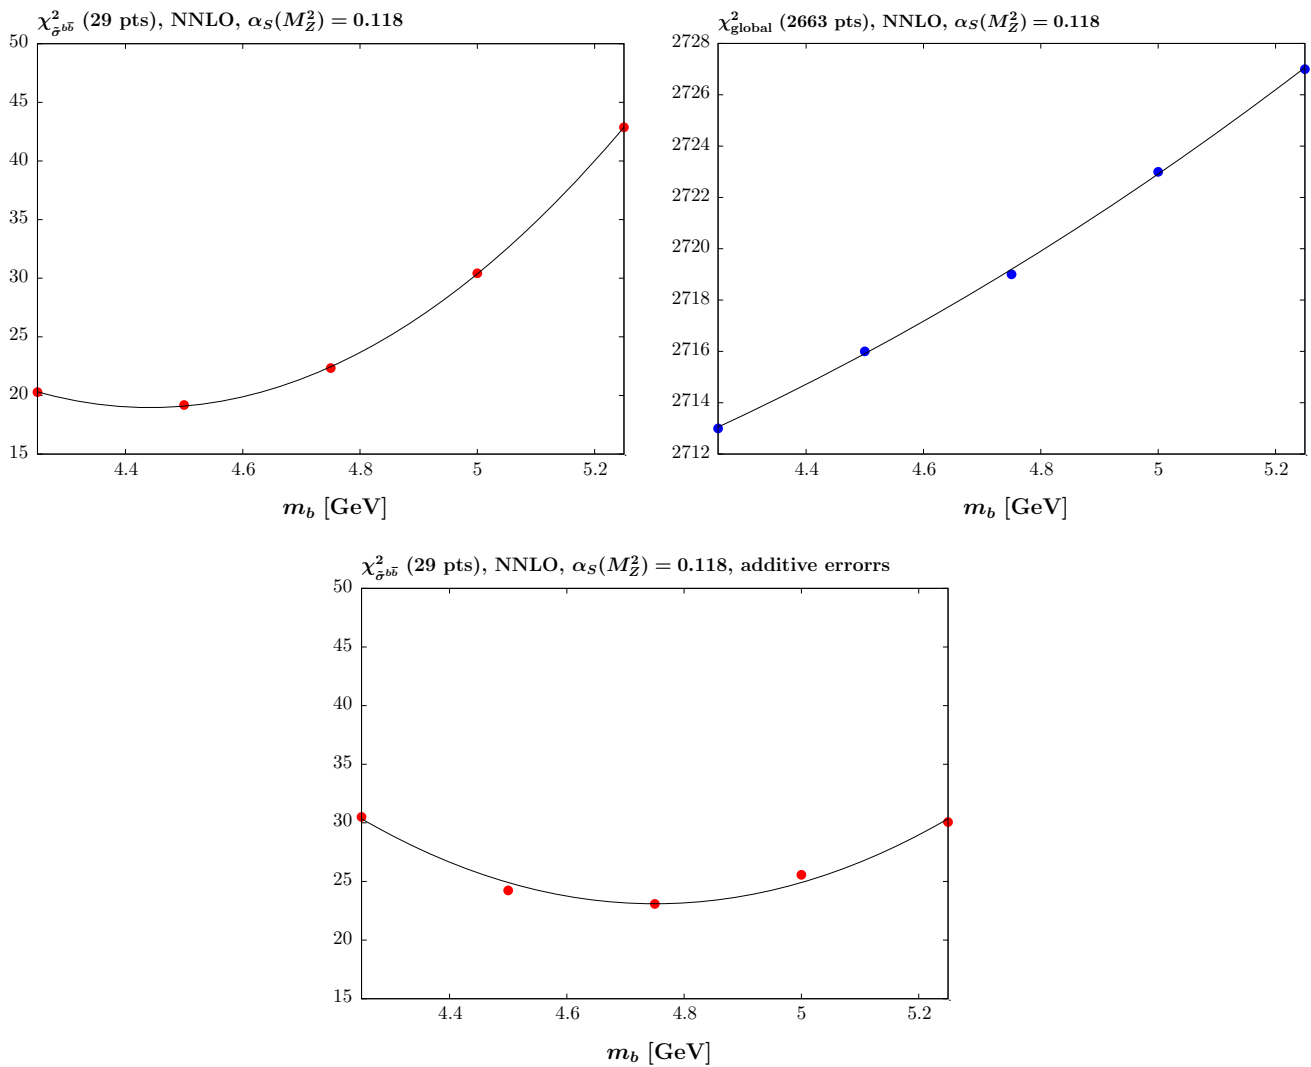 χ²_{σ̃^{bb̄}} (29 pts), NNLO, α_S(M_Z²) = 0.118
50
45
40
35
30
25
20
15
4.4 4.6 4.8 5 5.2
m_b [GeV]
χ²_{global} (2663 pts), NNLO, α_S(M_Z²) = 0.118
2728
2726
2724
2722
2720
2718
2716
2714
2712
4.4 4.6 4.8 5 5.2
m_b [GeV]
χ²_{σ̃^{bb̄}} (29 pts), NNLO, α_S(M_Z²) = 0.118, additive errorrs
50
45
40
35
30
25
20
15
4.4 4.6 4.8 5 5.2
m_b [GeV]